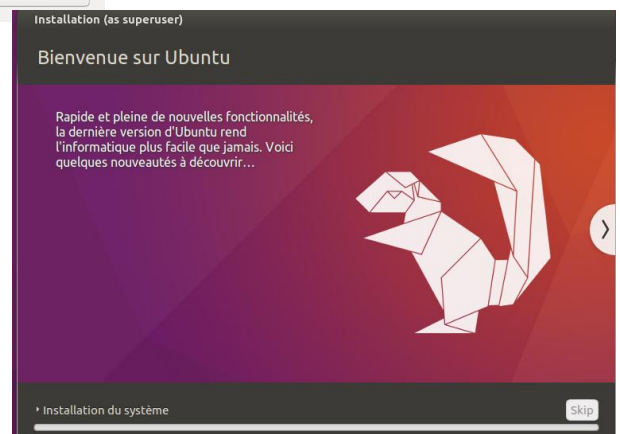 Installation (as superuser)
Bienvenue sur Ubuntu
Rapide et pleine de nouvelles fonctionnalités,
la dernière version d'Ubuntu rend
l'informatique plus facile que jamais. Voici
quelques nouveautés à découvrir…
Installation du système
Skip